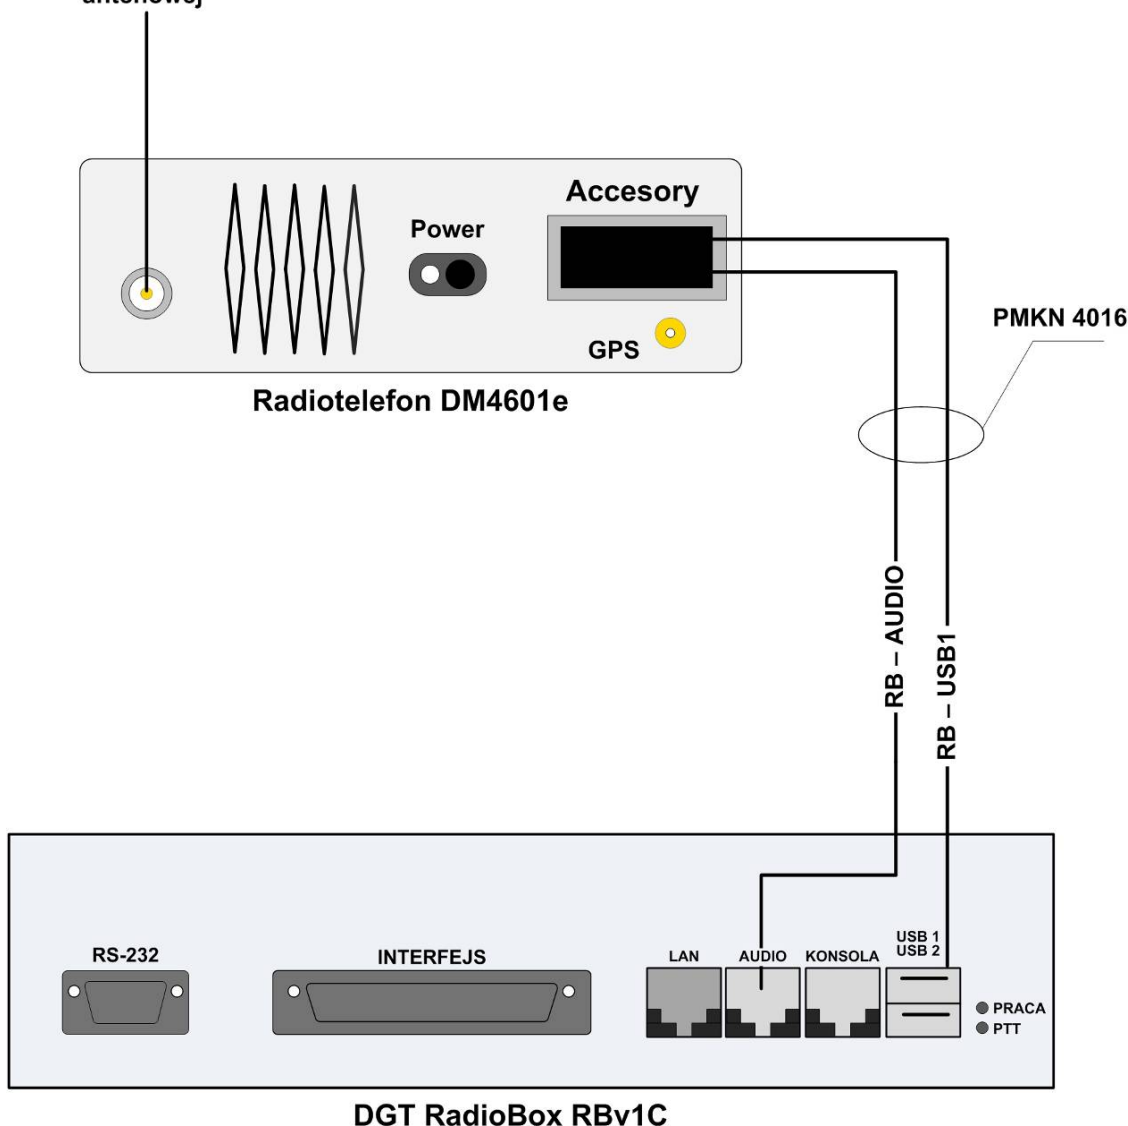 Accesory
Power
GPS
Radiotelefon DM4601e
PMKN 4016
RB – AUDIO
RB – USB1
RS-232
INTERFEJS
LAN
AUDIO
KONSOLA
USB 1
USB 2
PRACA
PTT
DGT RadioBox RBv1C